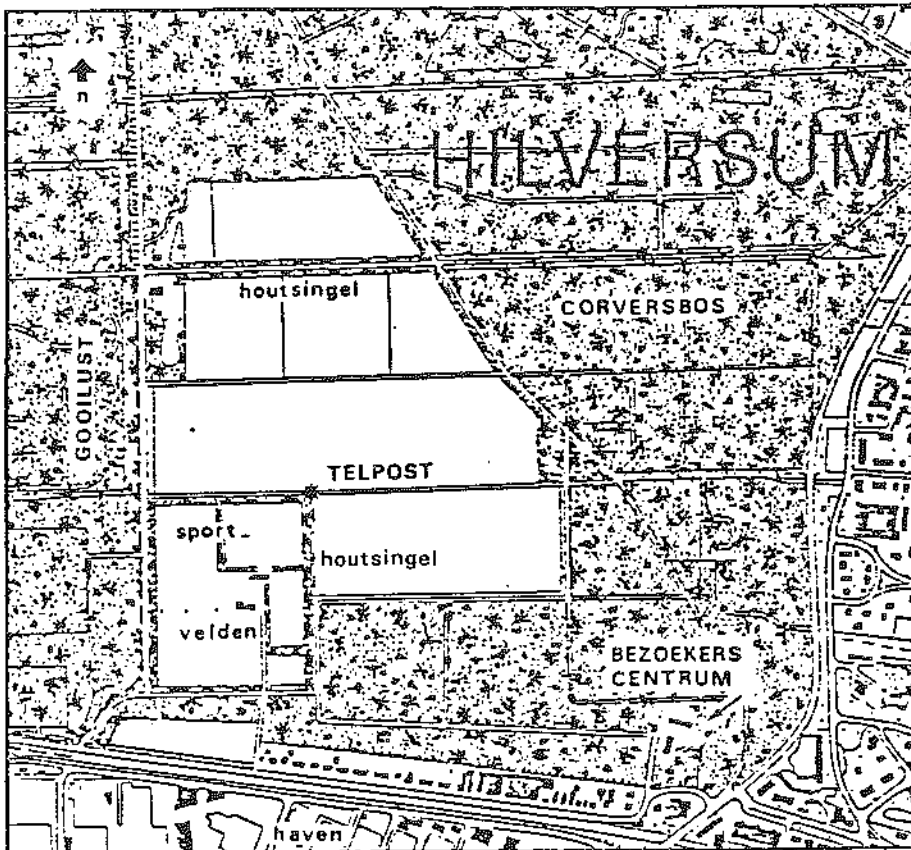 n
HILVERSUM
houtsingel
CORVERSBOS
GOOILUST
TELPOST
sport-
houtsingel
velden
BEZOEKERS
CENTRUM
haven